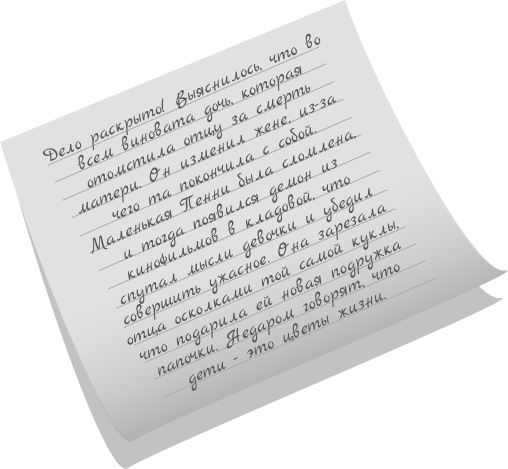 Дело раскрыто! Выяснилось, что во
всем виновата дочь, которая
отомстила отцу за смерть
матери. Он изменил жене, из-за
чего та покончила с собой.
Маленькая Пенни была сломлена,
и тогда появился демон из
кинофильмов в кладовой, что
спутал мысли девочки и убедил
совершить ужасное. Она зарезала
отца осколками той самой куклы,
что подарила ей новая подружка
папочки. Недаром говорят, что
дети - это цветы жизни.